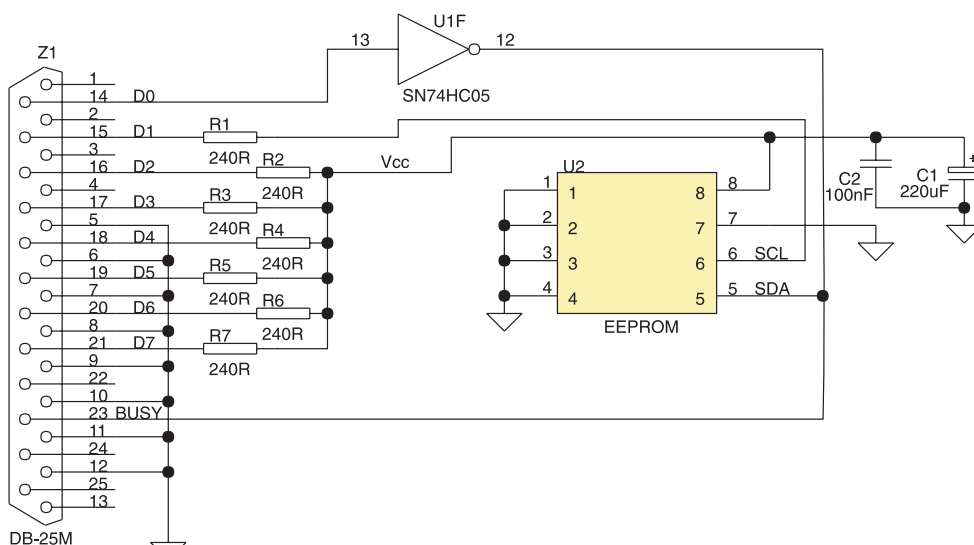 U1F
13
12
SN74HC05
Z1
1
14 D0
2
15 D1 R1
240R
3
16 D2 R2
240R
Vcc
4
17 D3 R3
240R
5
18 D4 R4
240R
6
19 D5 R5
240R
7
20 D6 R6
240R
8
21 D7 R7
240R
9
22
10
23 BUSY
11
24
12
25
13
DB-25M
U2
1 1 8 8
2 2 7 7
3 3 6 6 SCL
4 4 5 5 SDA
EEPROM
C2
100nF
C1
220uF
+